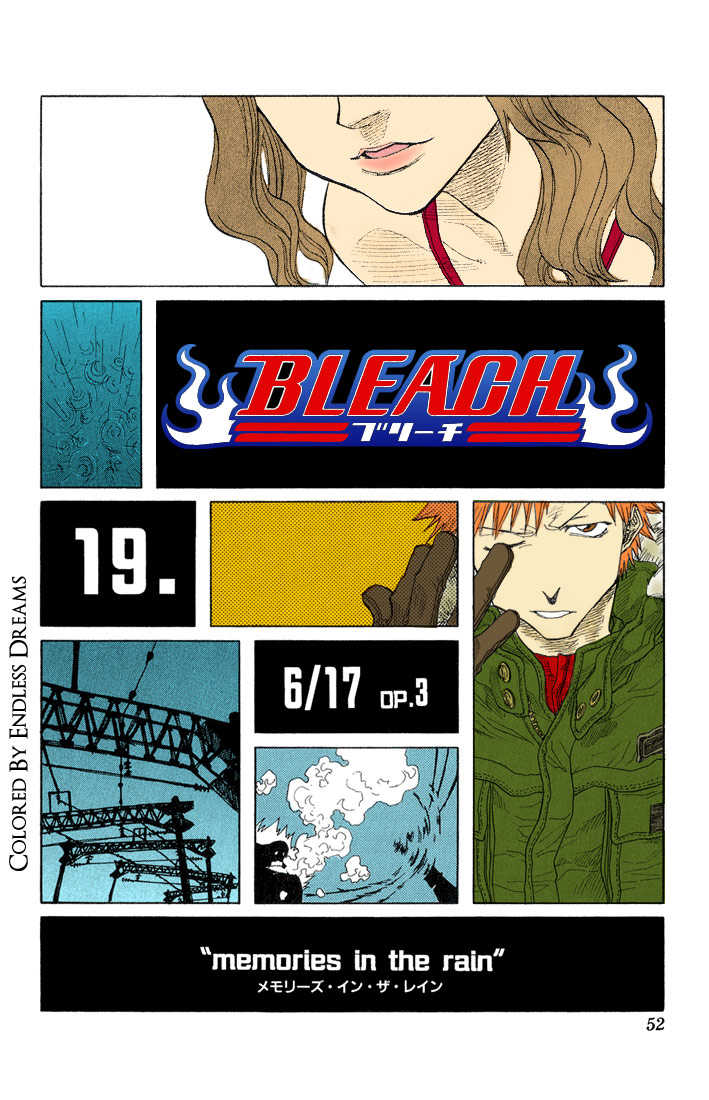 BLEACH
ブリーチ
19.
6/17 OP.3
COLORED BY ENDLESS DREAMS
"memories in the rain"
メモリーズ・イン・ザ・レイン
52